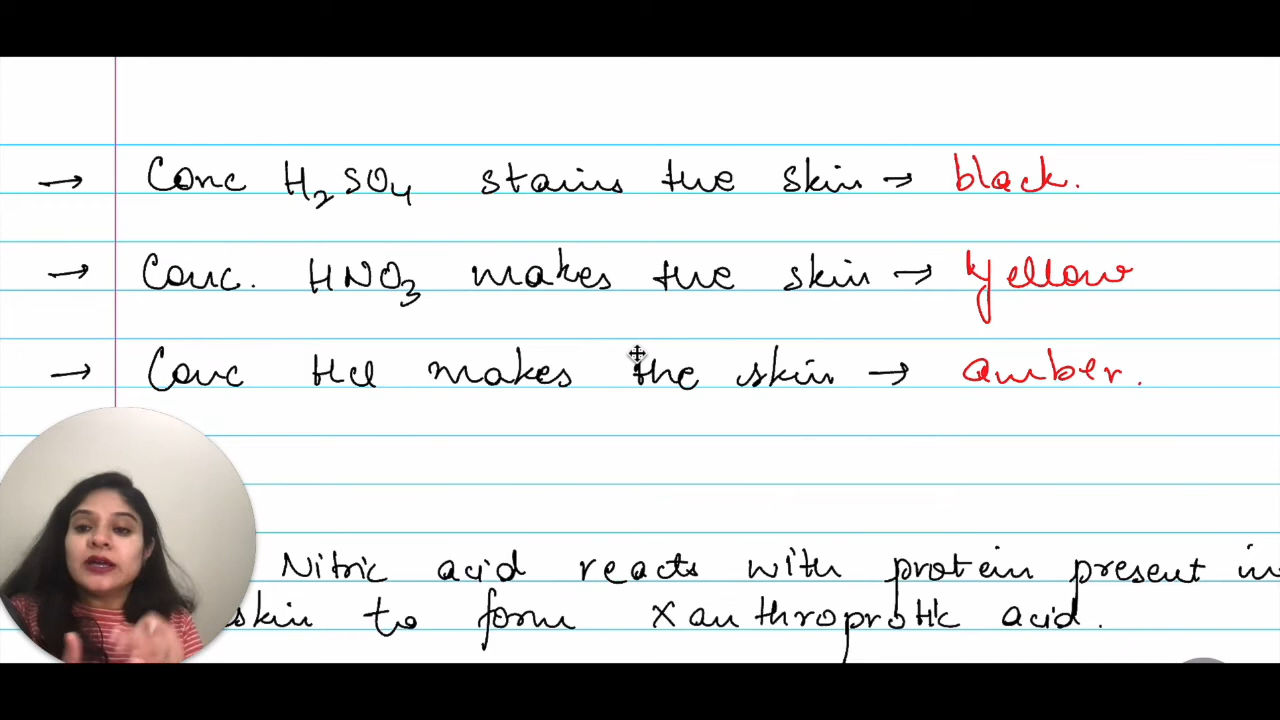 → Conc H₂SO₄ stains the skin → black.
→ Conc. HNO₃ makes the skin → yellow
→ Conc HCl makes the skin → amber.
Nitric acid reacts with protein present in
skin to form Xanthroprotic acid.